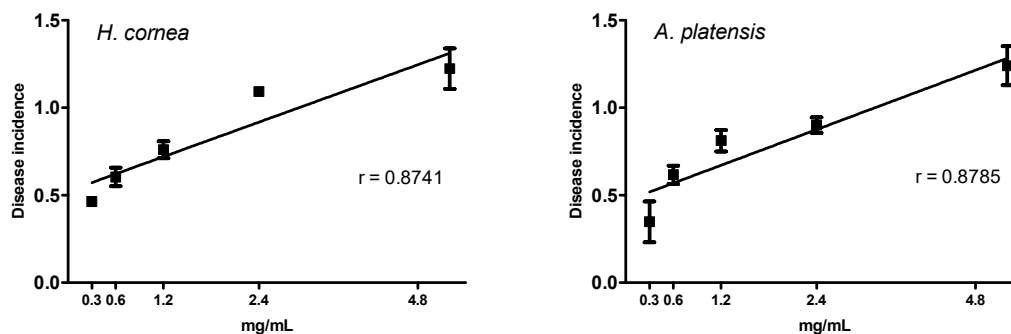 H. cornea
Disease incidence
1.5
1.0
0.5
0.0
r = 0.8741
0.3 0.6 1.2 2.4 4.8
mg/mL
A. platensis
Disease incidence
1.5
1.0
0.5
0.0
r = 0.8785
0.3 0.6 1.2 2.4 4.8
mg/mL